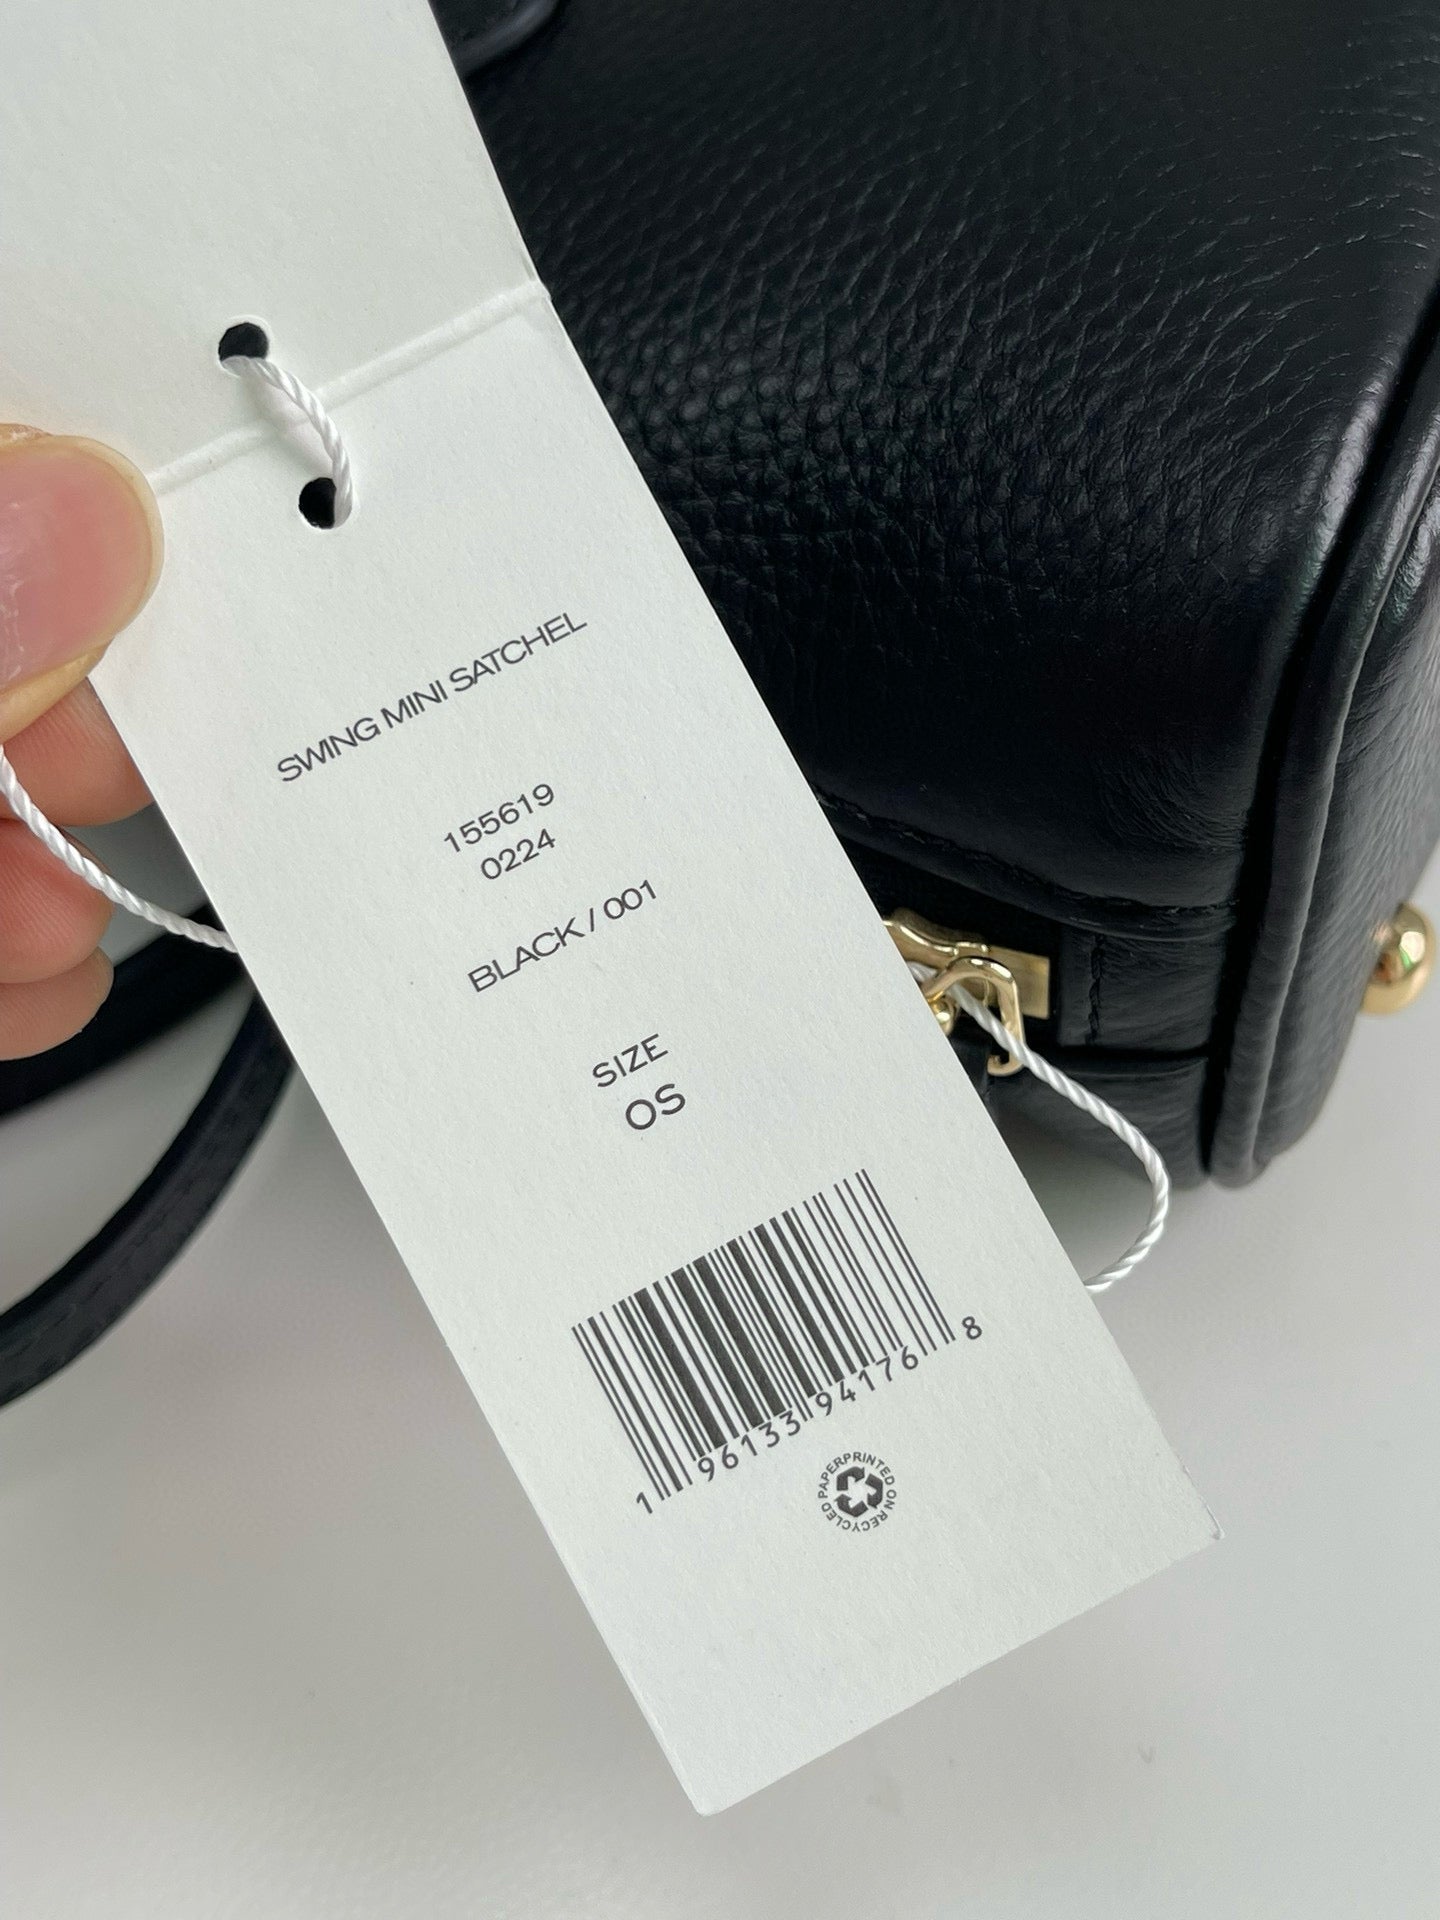 SWING MINI SATCHEL
155619
0224
BLACK / 001
SIZE
OS
1 96133 94176 8
PRINTED ON RECYCLED PAPER